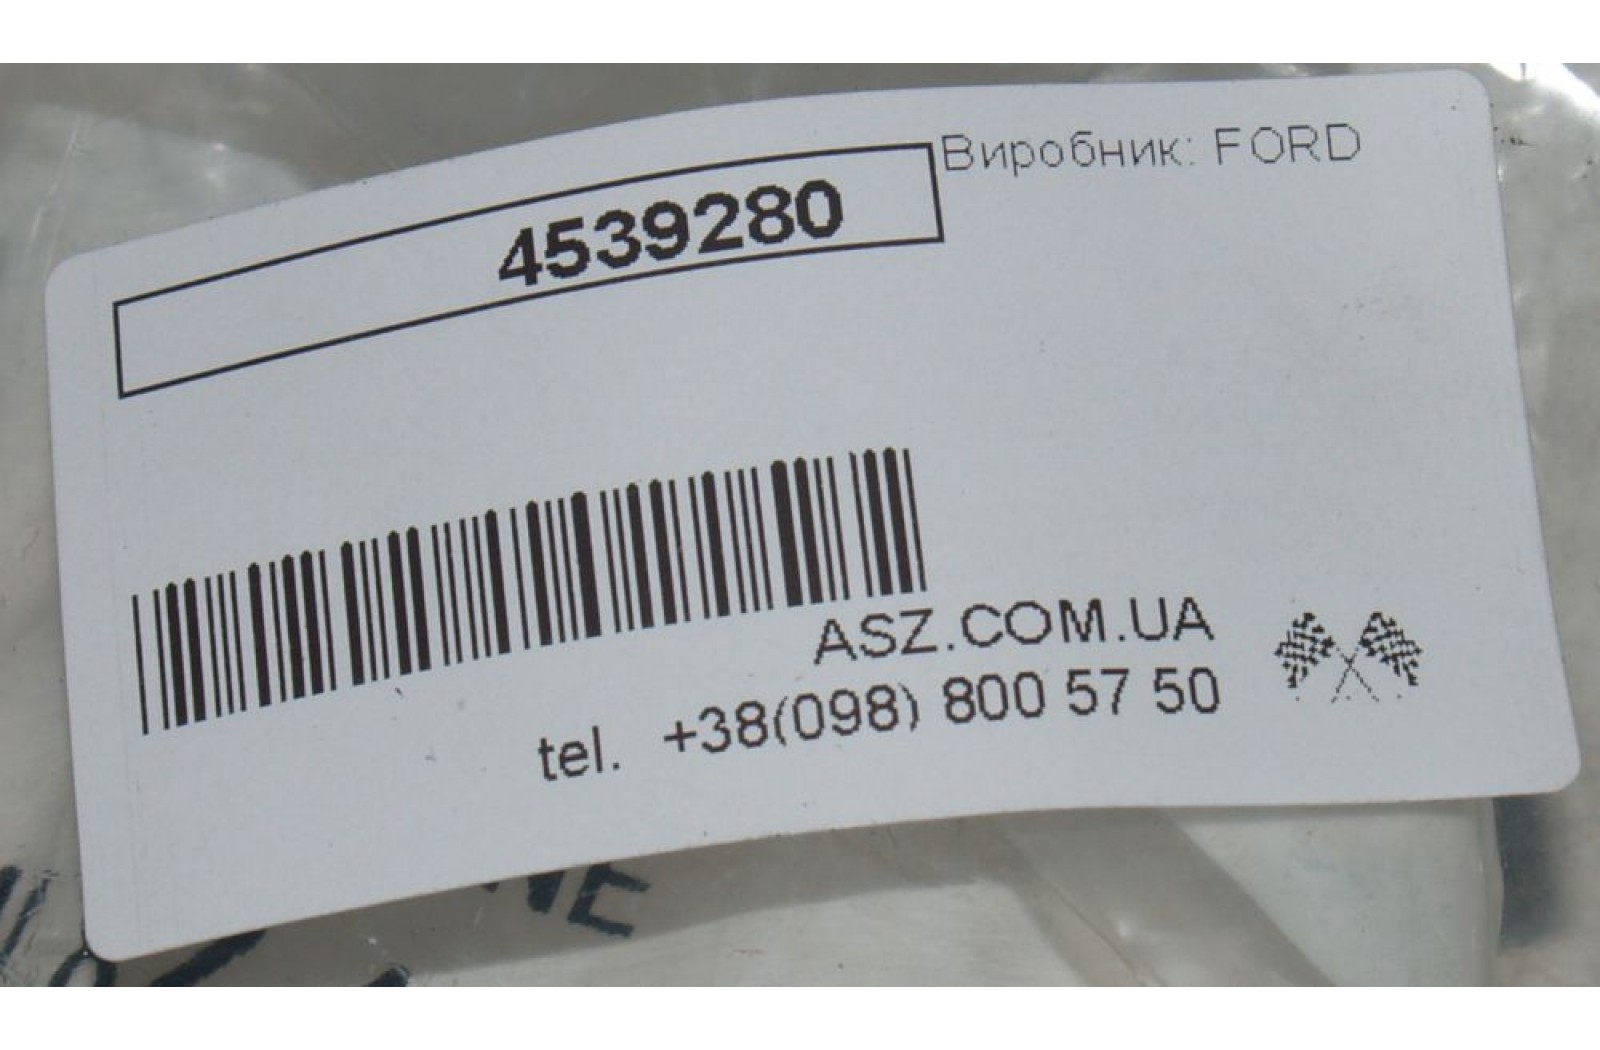 4539280
Виробник: FORD
ASZ.COM.UA
tel. +38(098) 800 57 50